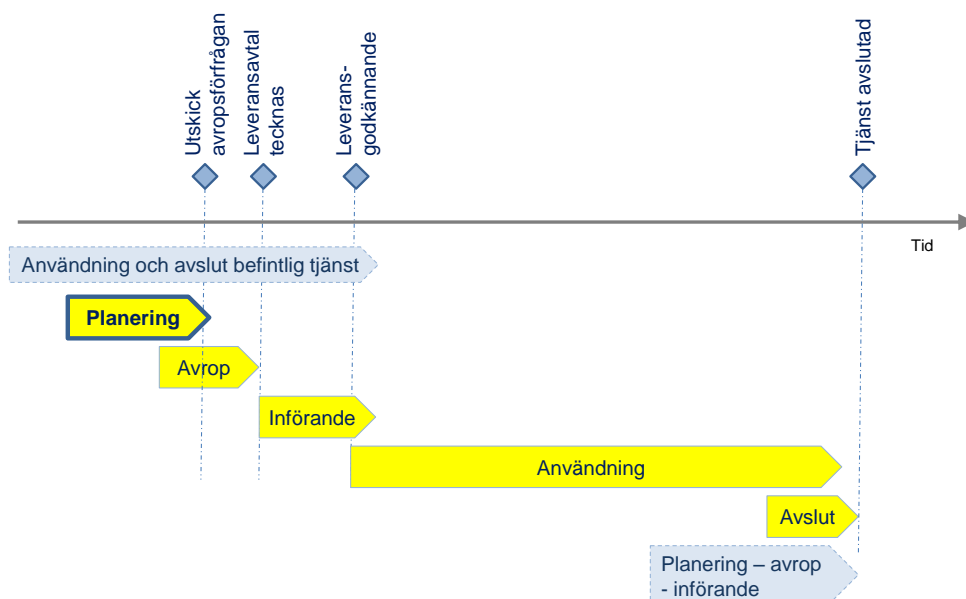 Utskick
avropsförfrågan
Leveransavtal
tecknas
Leverans-
godkännande
Tjänst avslutad
Tid
Användning och avslut befintlig tjänst
Planering
Avrop
Införande
Användning
Avslut
Planering – avrop
- införande